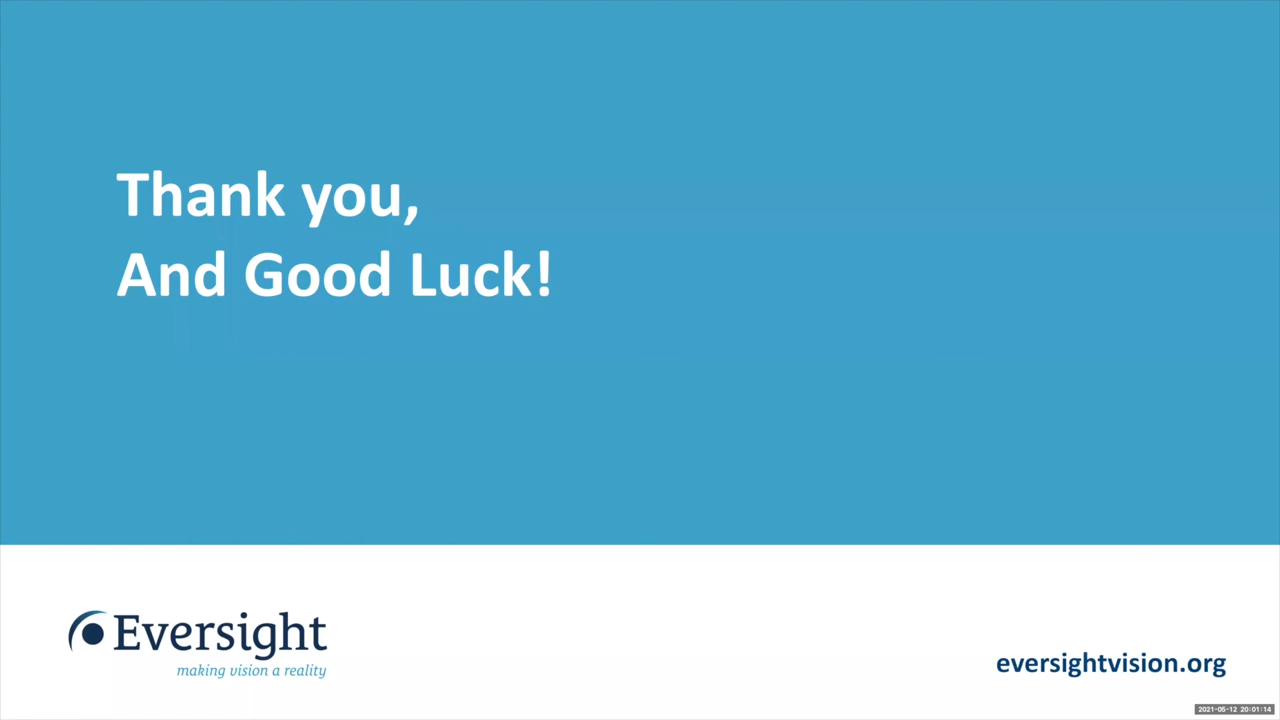 Thank you,
And Good Luck!
Eversight
making vision a reality
eversightvision.org
2021-05-12 20:01:14